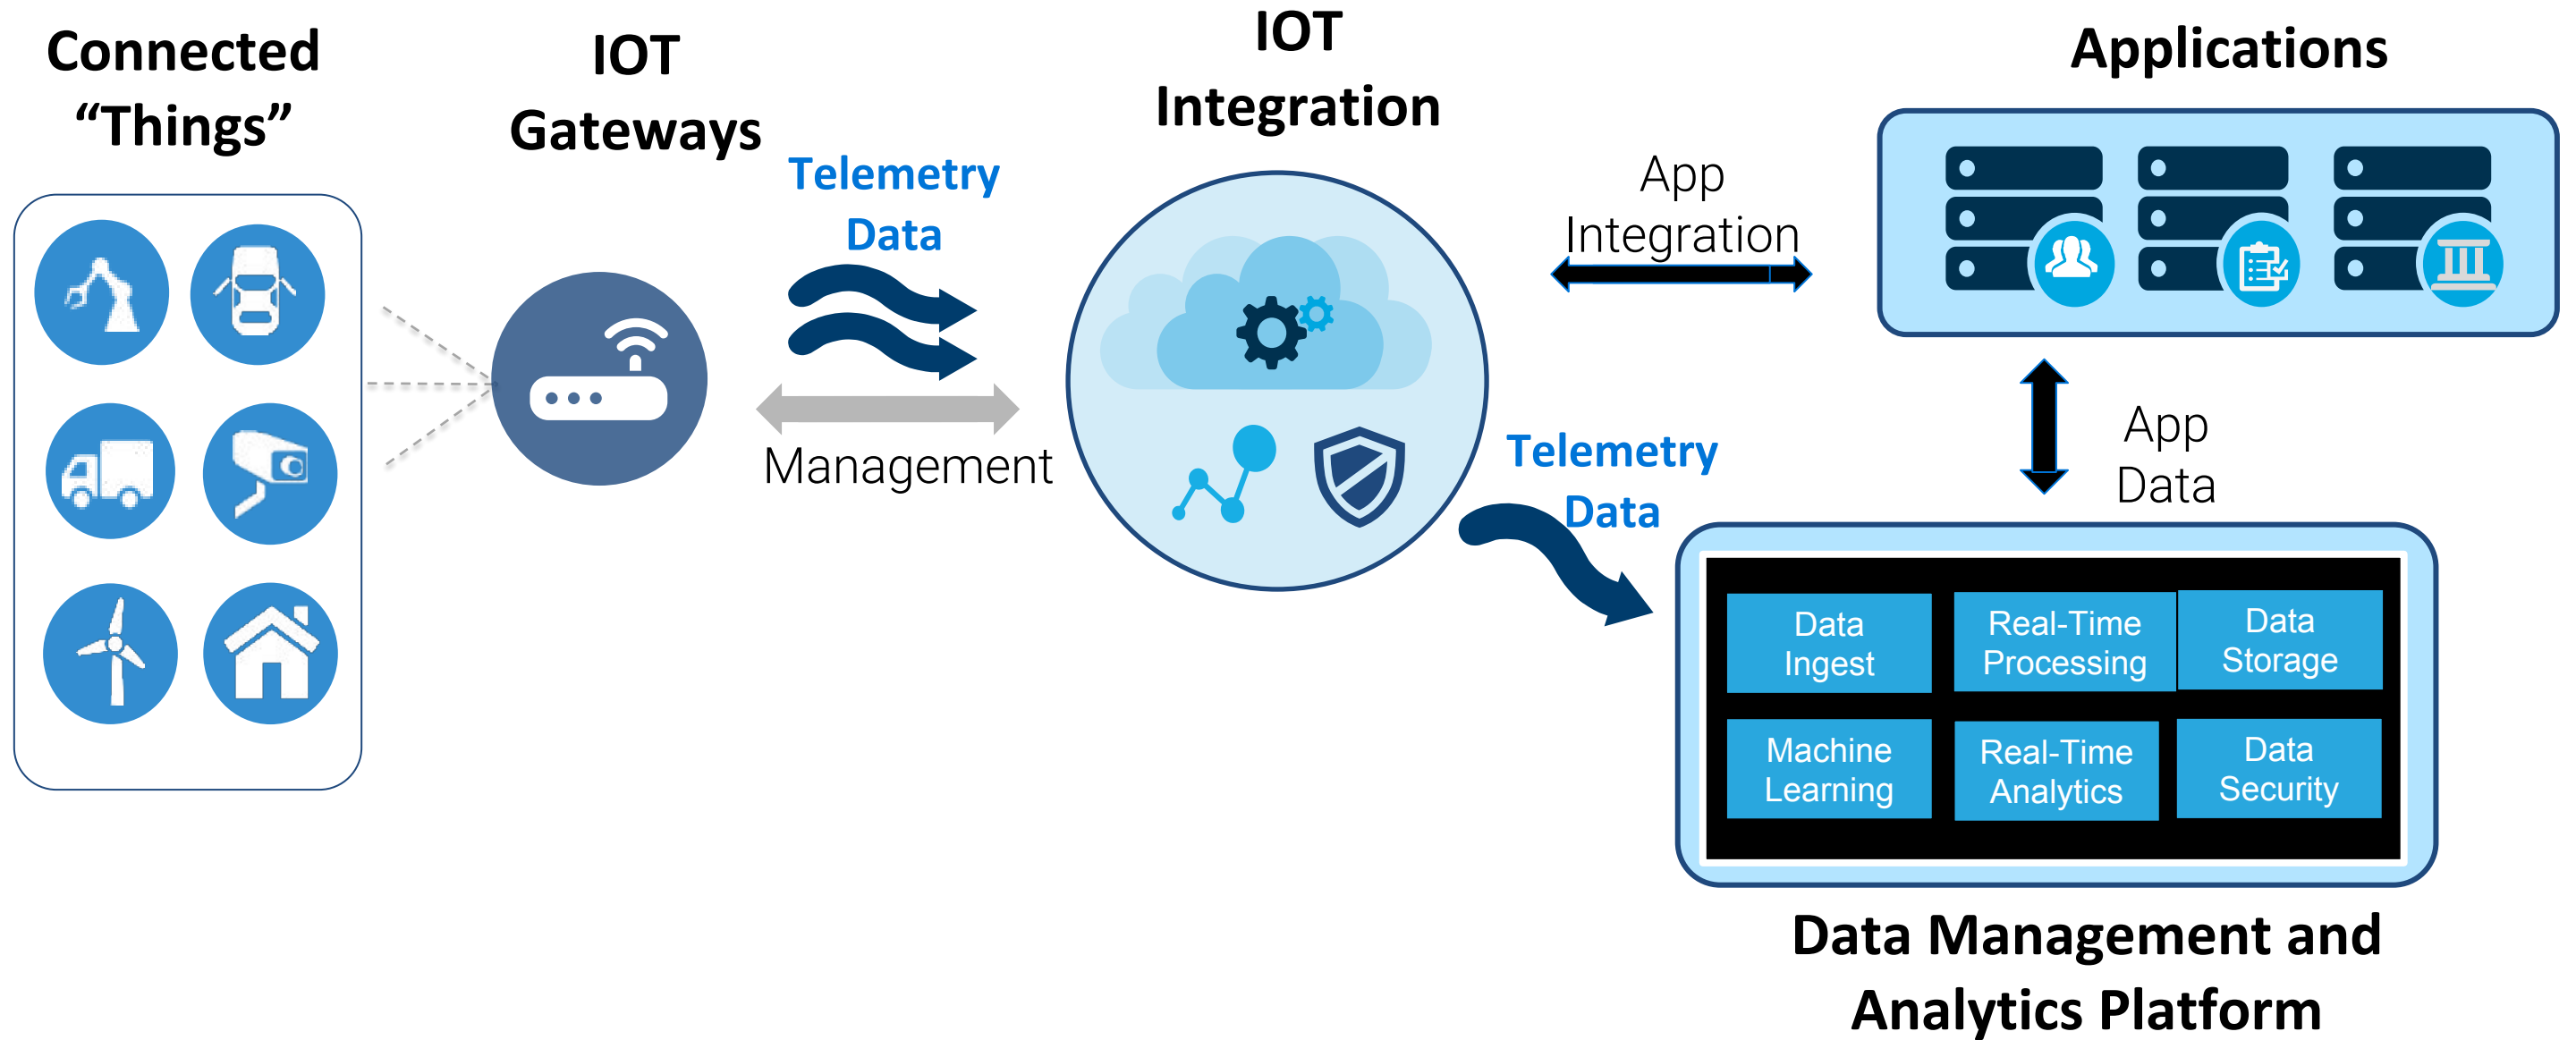 Connected
“Things”
IOT
Gateways
Telemetry
Data
Management
IOT
Integration
App
Integration
Applications
Telemetry
Data
App
Data
Data
Ingest
Real-Time
Processing
Data
Storage
Machine
Learning
Real-Time
Analytics
Data
Security
Data Management and
Analytics Platform